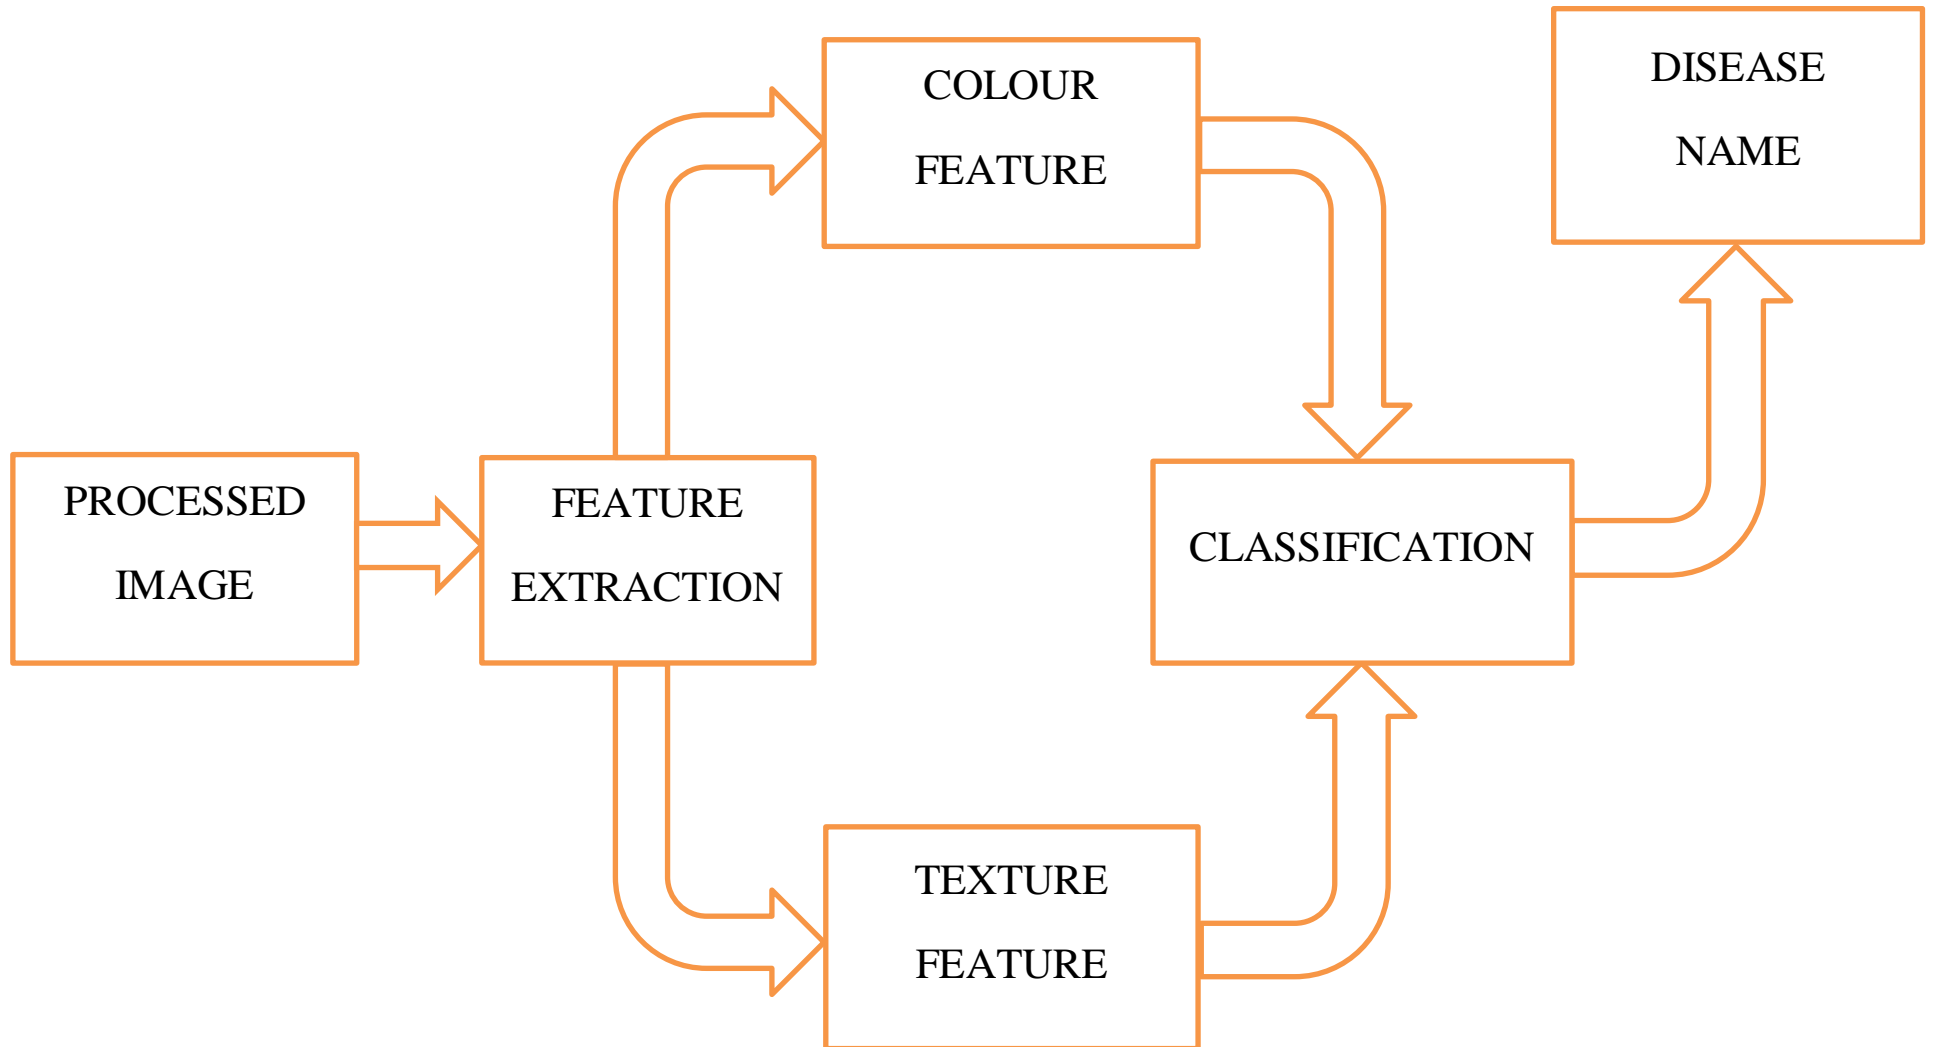 PROCESSED
IMAGE
FEATURE
EXTRACTION
COLOUR
FEATURE
TEXTURE
FEATURE
CLASSIFICATION
DISEASE
NAME